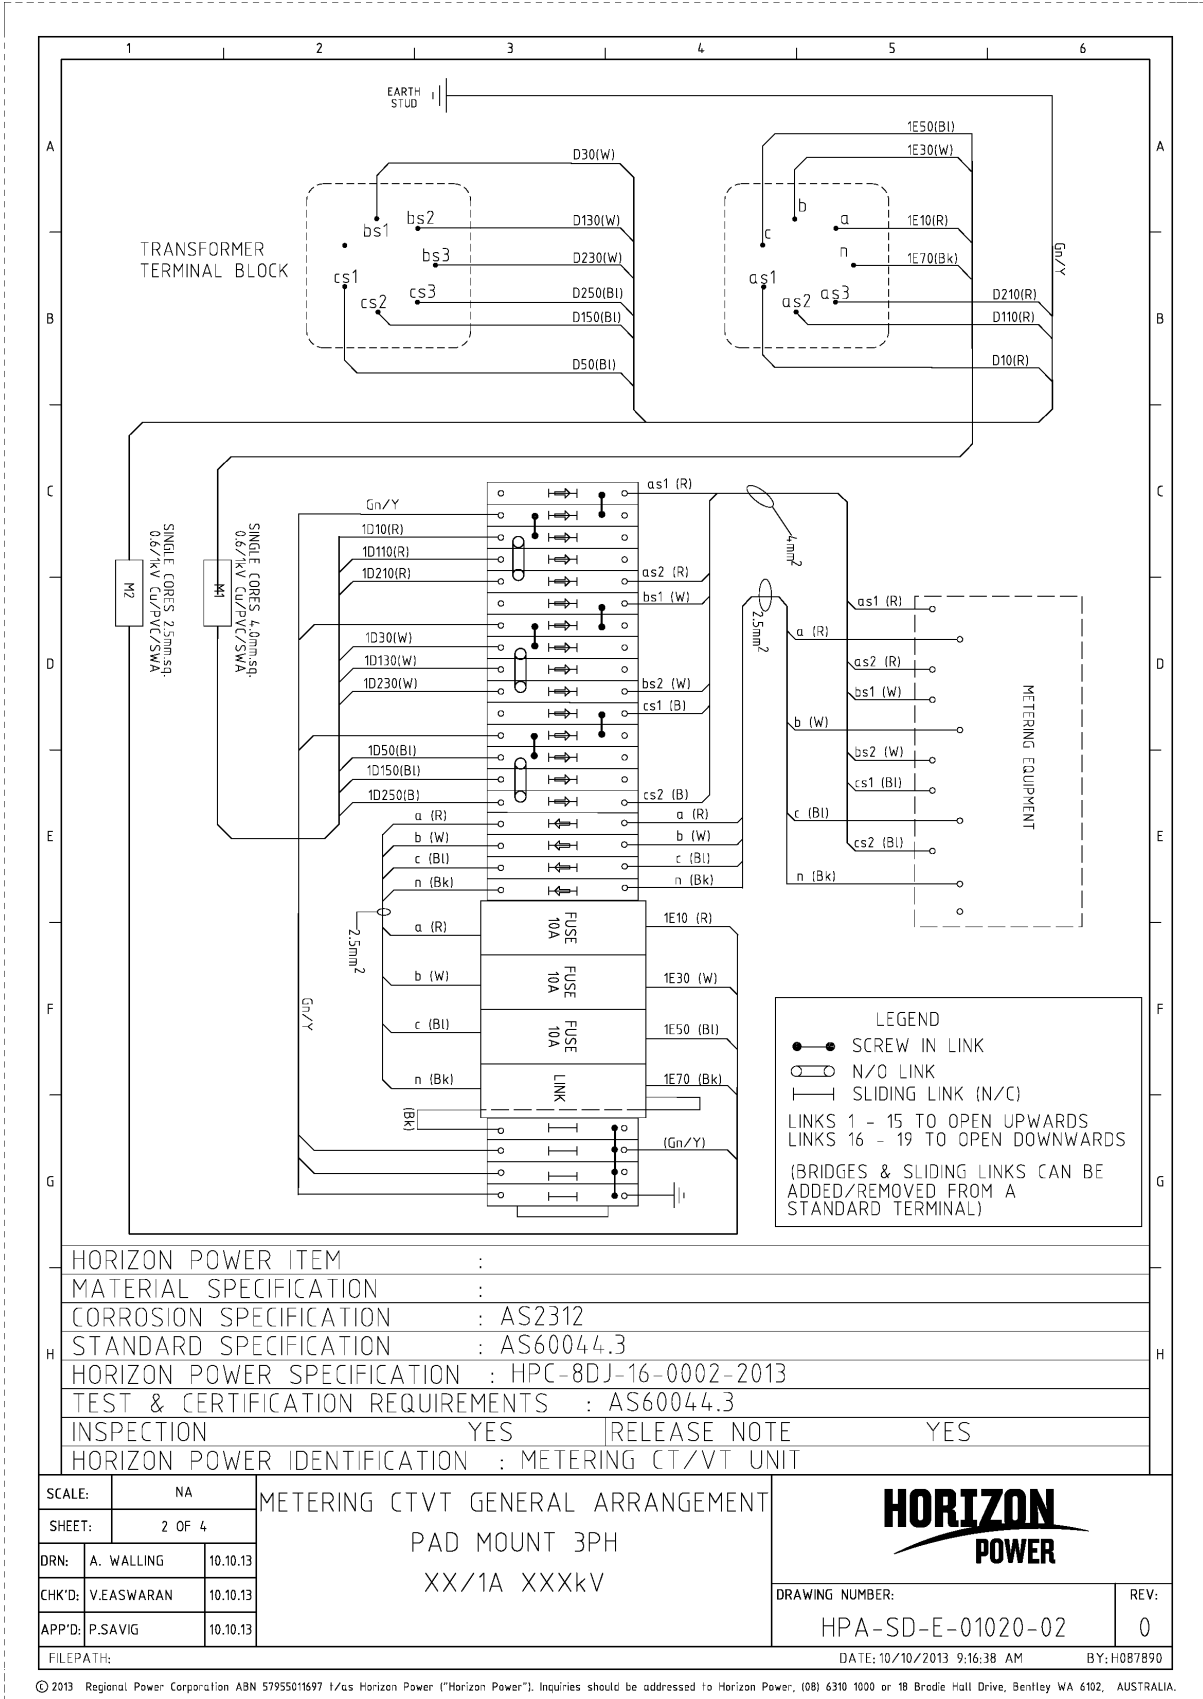 1 2 3 4 5 6
A A
B B
C C
D D
E E
F F
G G
H H
EARTH
STUD
D30(W)
D130(W)
D230(W)
D250(Bl)
D150(Bl)
D50(Bl)
bs1
bs2
bs3
cs1
cs2
cs3
TRANSFORMER
TERMINAL BLOCK
1E50(Bl)
1E30(W)
1E10(R)
1E70(Bk)
D210(R)
D110(R)
D10(R)
b
a
c
n
as1
as2
as3
Gn/Y
SINGLE CORES 2.5mm.sq.
0.6/1kV Cu/PVC/SWA
M2
SINGLE CORES 4.0mm.sq.
0.6/1kV Cu/PVC/SWA
M1
Gn/Y
1D10(R)
1D110(R)
1D210(R)
1D30(W)
1D130(W)
1D230(W)
1D50(Bl)
1D150(Bl)
1D250(B)
a (R)
b (W)
c (Bl)
n (Bk)
2.5mm2
a (R)
b (W)
c (Bl)
n (Bk)
Gn/Y
(Bk)
as1 (R)
as2 (R)
bs1 (W)
bs2 (W)
cs1 (B)
cs2 (B)
a (R)
b (W)
c (Bl)
n (Bk)
4mm2
2.5mm2
as1 (R)
a (R)
as2 (R)
bs1 (W)
b (W)
bs2 (W)
cs1 (Bl)
c (Bl)
cs2 (Bl)
n (Bk)
METERING EQUIPMENT
FUSE
10A
FUSE
10A
FUSE
10A
LINK
1E10 (R)
1E30 (W)
1E50 (Bl)
1E70 (Bk)
(Gn/Y)
LEGEND
SCREW IN LINK
N/O LINK
SLIDING LINK (N/C)
LINKS 1 - 15 TO OPEN UPWARDS
LINKS 16 - 19 TO OPEN DOWNWARDS
(BRIDGES & SLIDING LINKS CAN BE
ADDED/REMOVED FROM A
STANDARD TERMINAL)
HORIZON POWER ITEM :
MATERIAL SPECIFICATION :
CORROSION SPECIFICATION : AS2312
STANDARD SPECIFICATION : AS60044.3
HORIZON POWER SPECIFICATION : HPC-8DJ-16-0002-2013
TEST & CERTIFICATION REQUIREMENTS : AS60044.3
INSPECTION YES RELEASE NOTE YES
HORIZON POWER IDENTIFICATION : METERING CT/VT UNIT
SCALE: NA
SHEET: 2 OF 4
DRN: A. WALLING 10.10.13
CHK'D: V.EASWARAN 10.10.13
APP'D: P.SAVIG 10.10.13
METERING CTVT GENERAL ARRANGEMENT
PAD MOUNT 3PH
XX/1A XXXkV
HORIZON
POWER
DRAWING NUMBER: REV:
HPA-SD-E-01020-02 0
FILEPATH: DATE: 10/10/2013 9:16:38 AM BY: H087890
© 2013 Regional Power Corporation ABN 57955011697 t/as Horizon Power ("Horizon Power"). Inquiries should be addressed to Horizon Power, (08) 6310 1000 or 18 Brodie Hall Drive, Bentley WA 6102, AUSTRALIA.